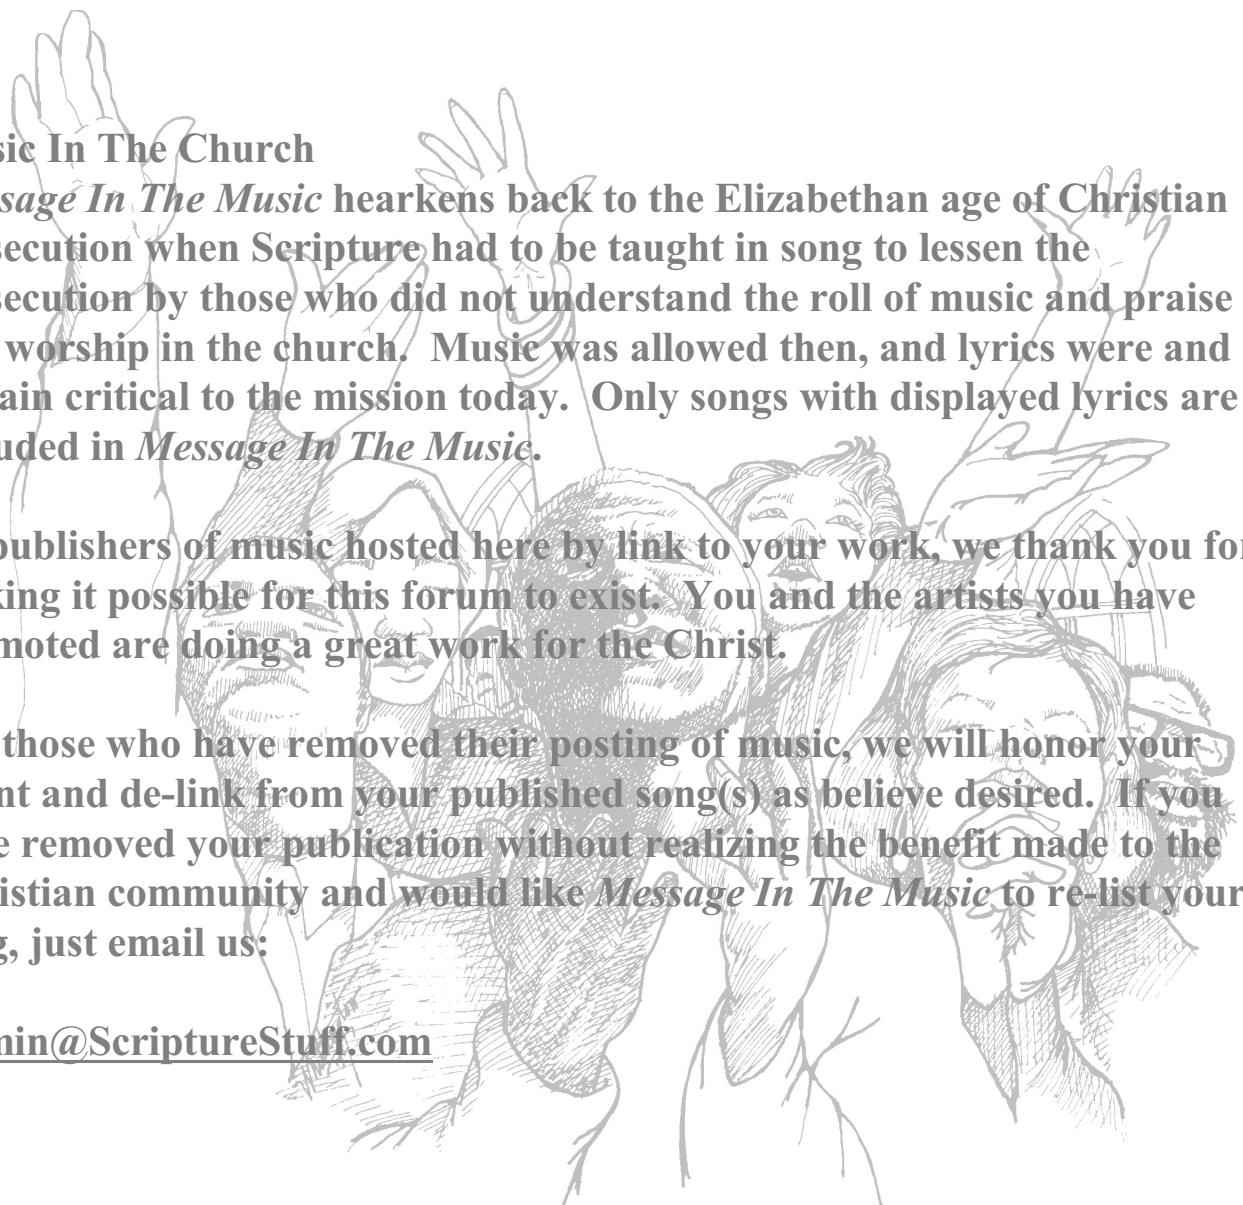 sic In The Church
sage In The Music hearkens back to the Elizabethan age of Christian
secution when Scripture had to be taught in song to lessen the
secution by those who did not understand the roll of music and praise
worship in the church.  Music was allowed then, and lyrics were and
ain critical to the mission today.  Only songs with displayed lyrics are
uded in Message In The Music.
publishers of music hosted here by link to your work, we thank you for
king it possible for this forum to exist.  You and the artists you have
moted are doing a great work for the Christ.
those who have removed their posting of music, we will honor your
nt and de-link from your published song(s) as believe desired.  If you
e removed your publication without realizing the benefit made to the
istian community and would like Message In The Music to re-list your
g, just email us:
min@ScriptureStuff.com